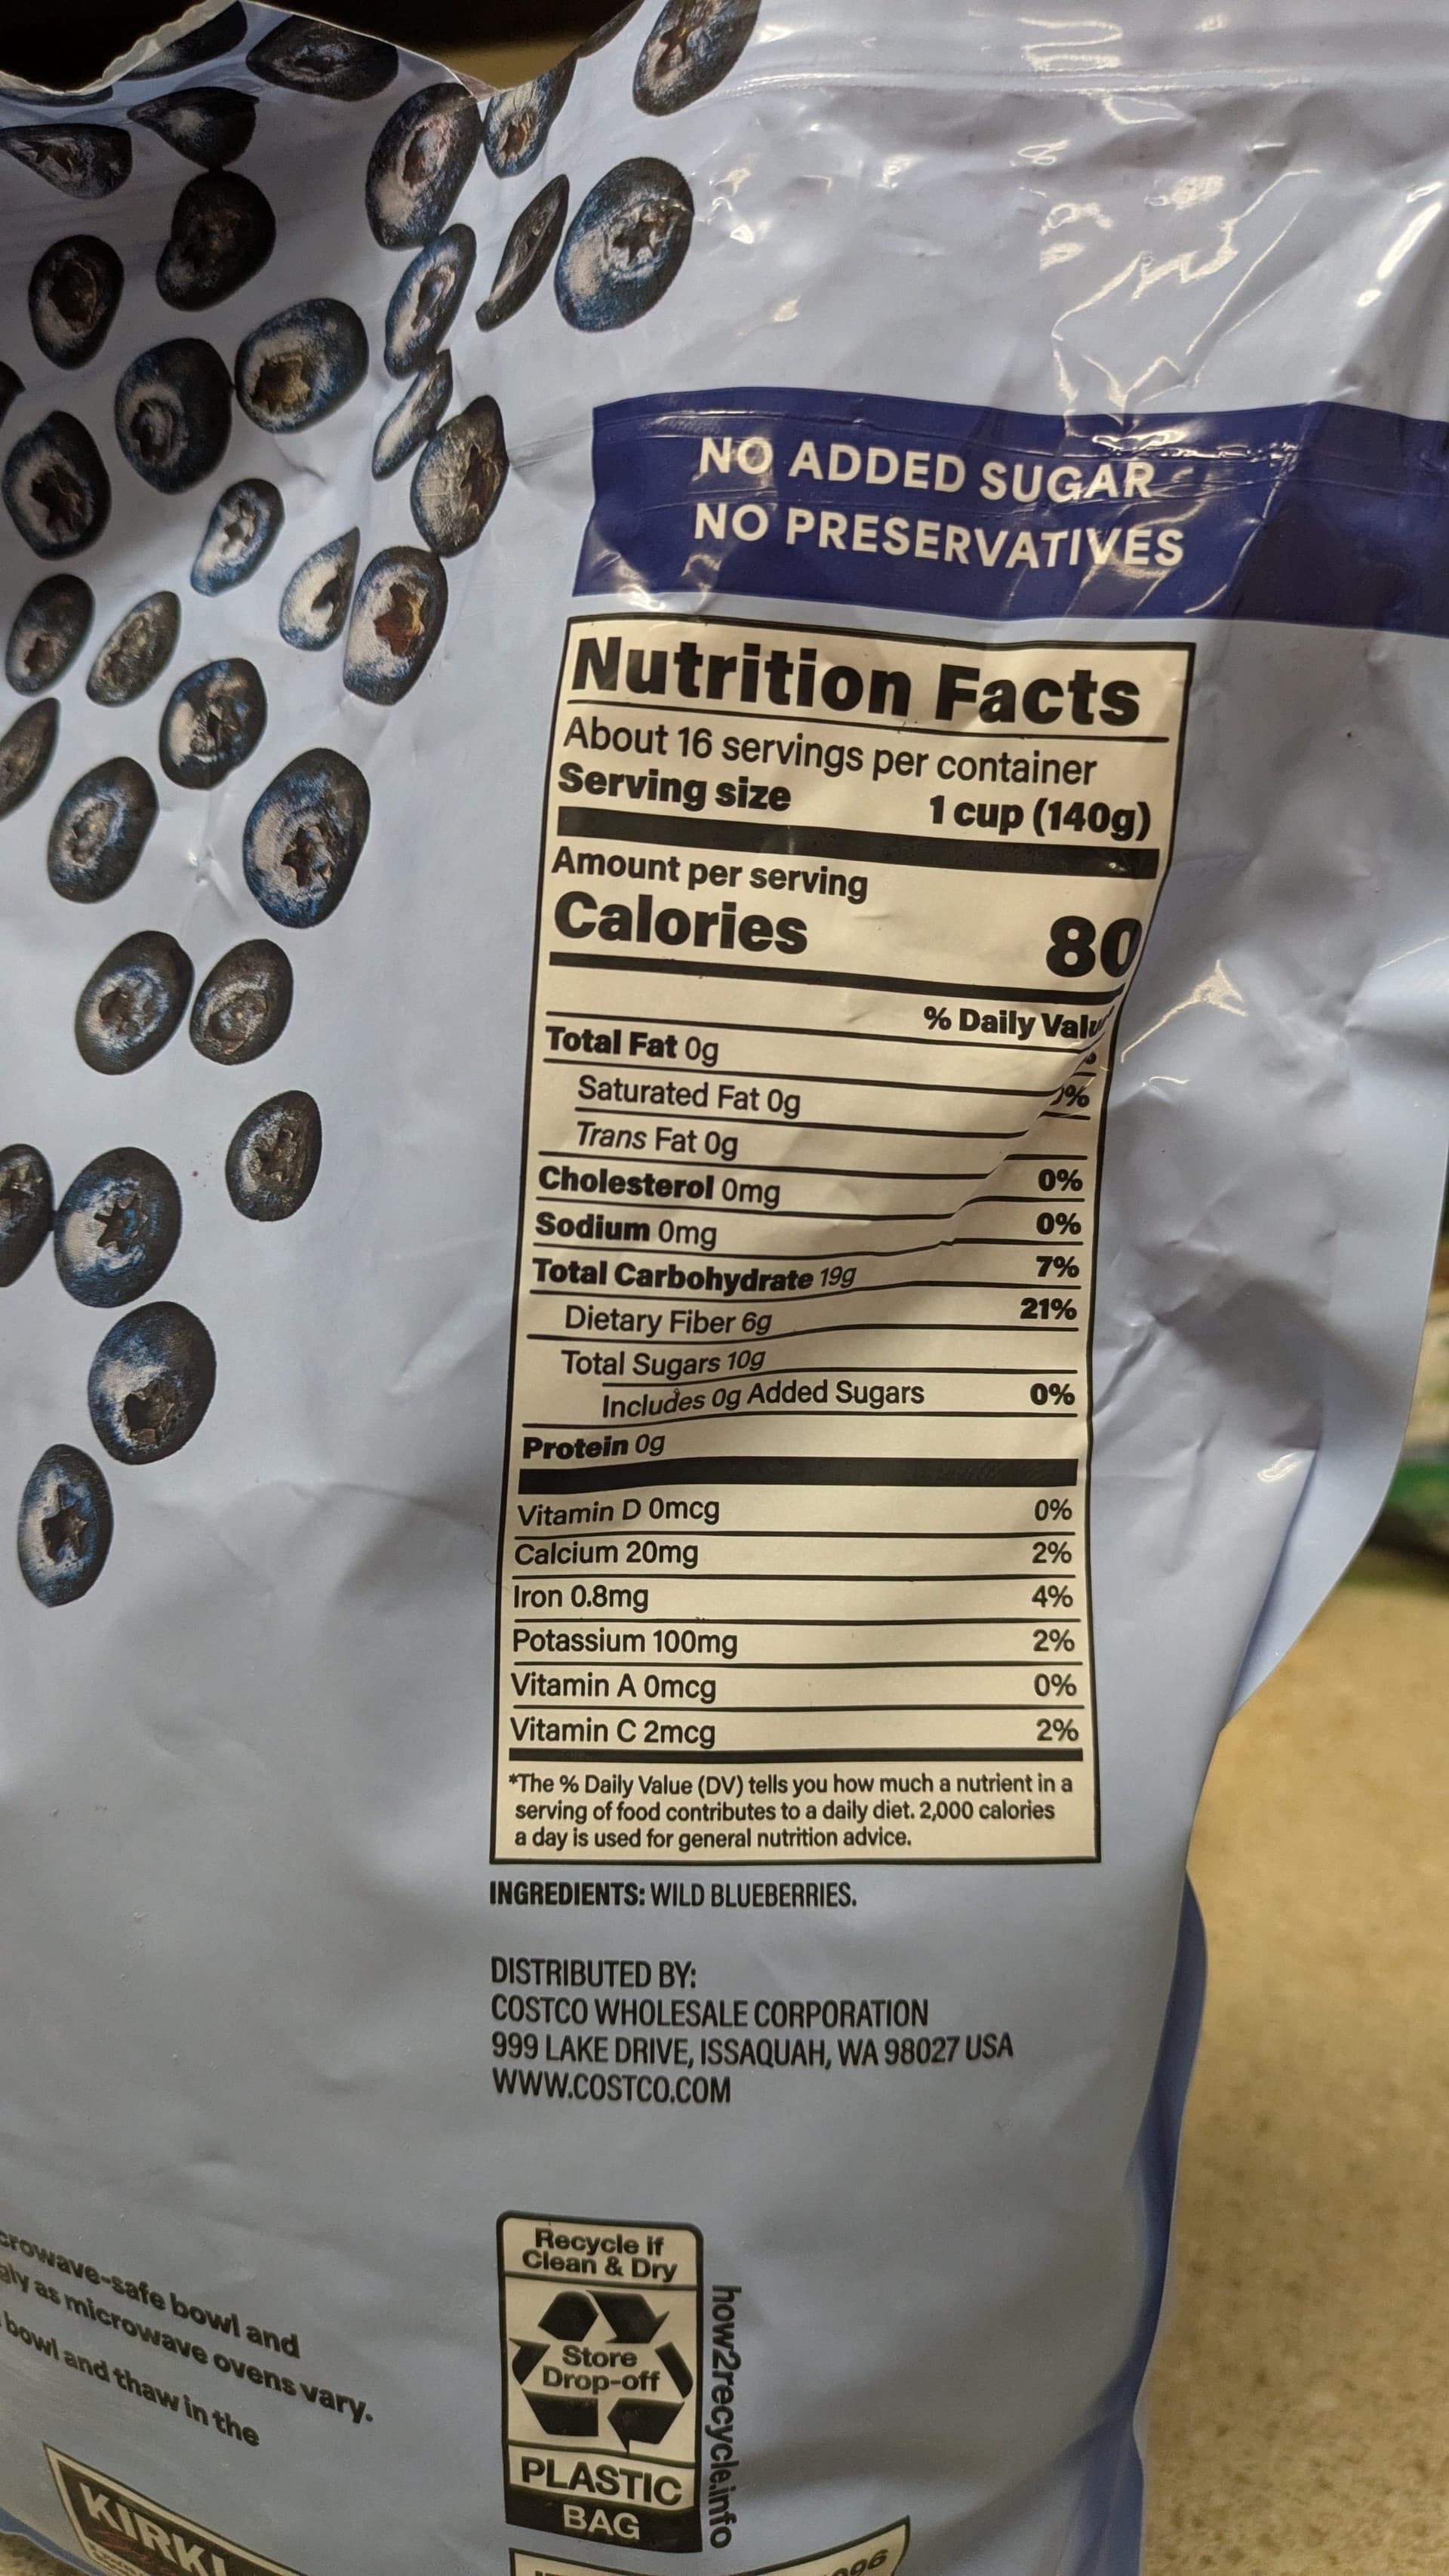 NO ADDED SUGAR
NO PRESERVATIVES
Nutrition Facts
About 16 servings per container
Serving size 1 cup (140g)
Amount per serving
Calories 80
% Daily
Total Fat 0g
Saturated Fat 0g
Trans Fat 0g
Cholesterol 0mg 0%
Sodium 0mg 0%
Total Carbohydrate 19g 7%
Dietary Fiber 6g 21%
Total Sugars 10g
Includes 0g Added Sugars 0%
Protein 0g
Vitamin D 0mcg 0%
Calcium 20mg 2%
Iron 0.8mg 4%
Potassium 100mg 2%
Vitamin A 0mcg 0%
Vitamin C 2mcg 2%
*The % Daily Value (DV) tells you how much a nutrient in a
serving of food contributes to a daily diet. 2,000 calories
a day is used for general nutrition advice.
INGREDIENTS: WILD BLUEBERRIES.
DISTRIBUTED BY:
COSTCO WHOLESALE CORPORATION
999 LAKE DRIVE, ISSAQUAH, WA 98027 USA
WWW.COSTCO.COM
bowl and
as microwave ovens vary.
bowl and thaw in the
Recycle if
Clean & Dry
Store
Drop-off
PLASTIC
BAG
how2recycle.info